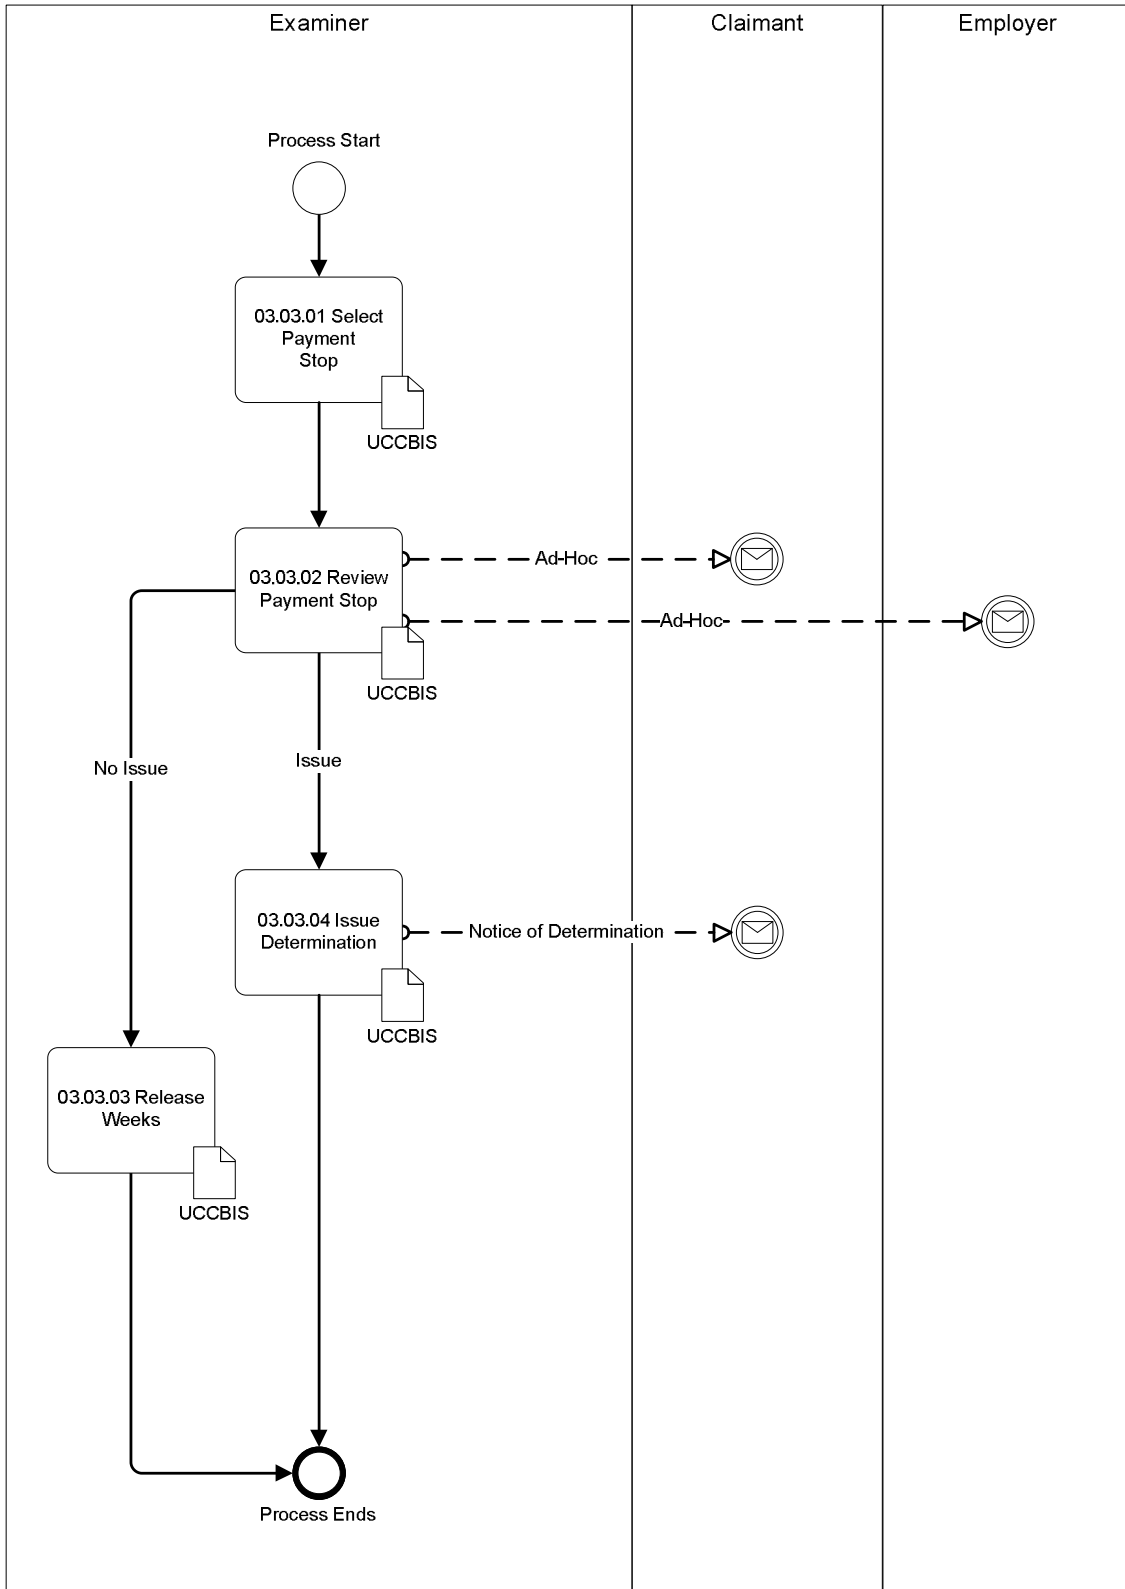 Examiner
Claimant
Employer
Process Start
03.03.01 Select
Payment
Stop
UCCBIS
03.03.02 Review
Payment Stop
UCCBIS
Ad-Hoc
Ad-Hoc
No Issue
Issue
03.03.04 Issue
Determination
UCCBIS
Notice of Determination
03.03.03 Release
Weeks
UCCBIS
Process Ends